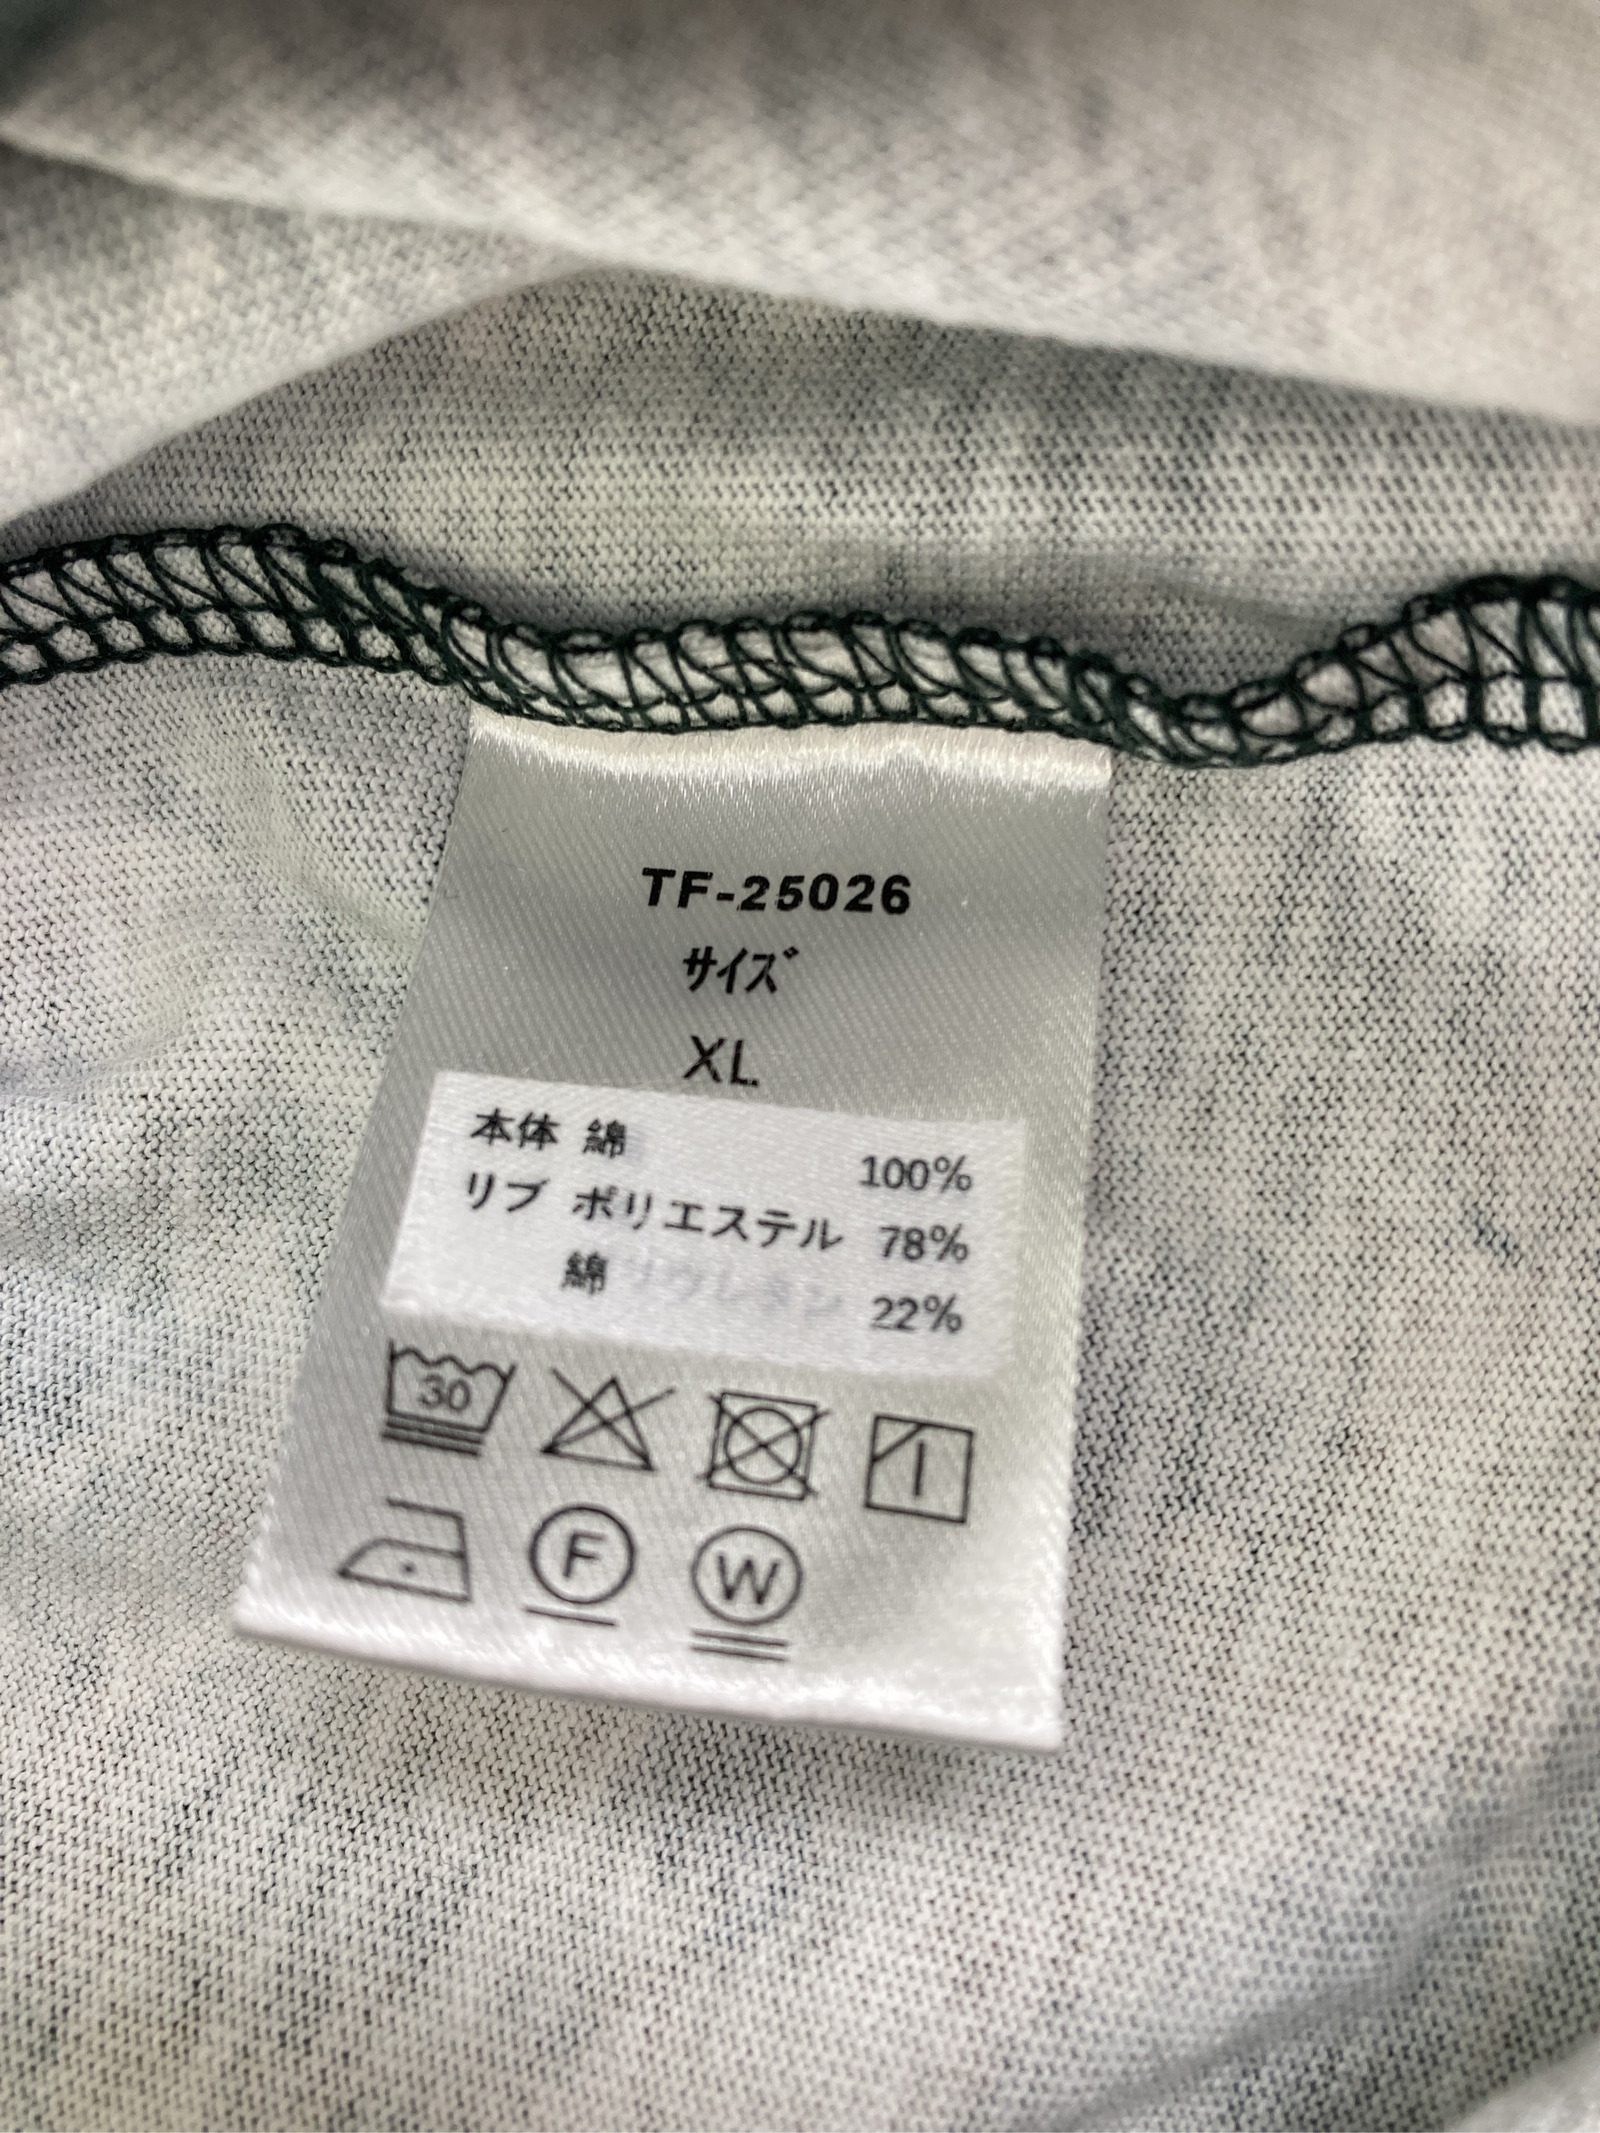 TF-25026
サイズ
XL
本体 綿 100%
リブ ポリエステル 78%
綿 22%
30
F
W